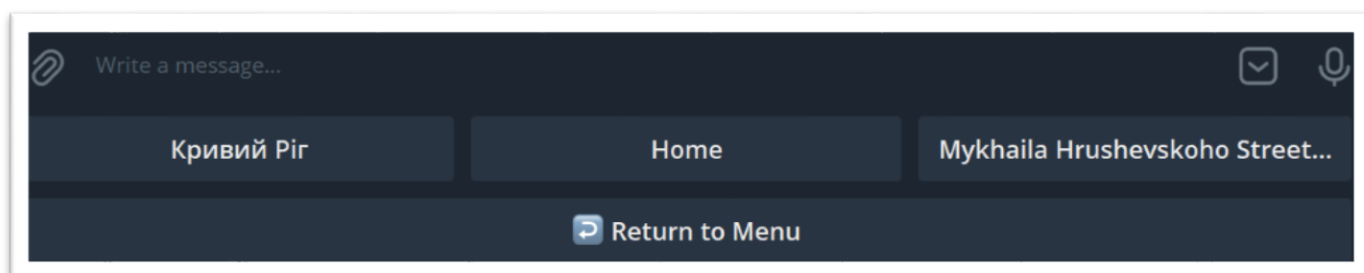 Write a message...
Кривий Ріг
Home
Mykhaila Hrushevskoho Street...
Return to Menu